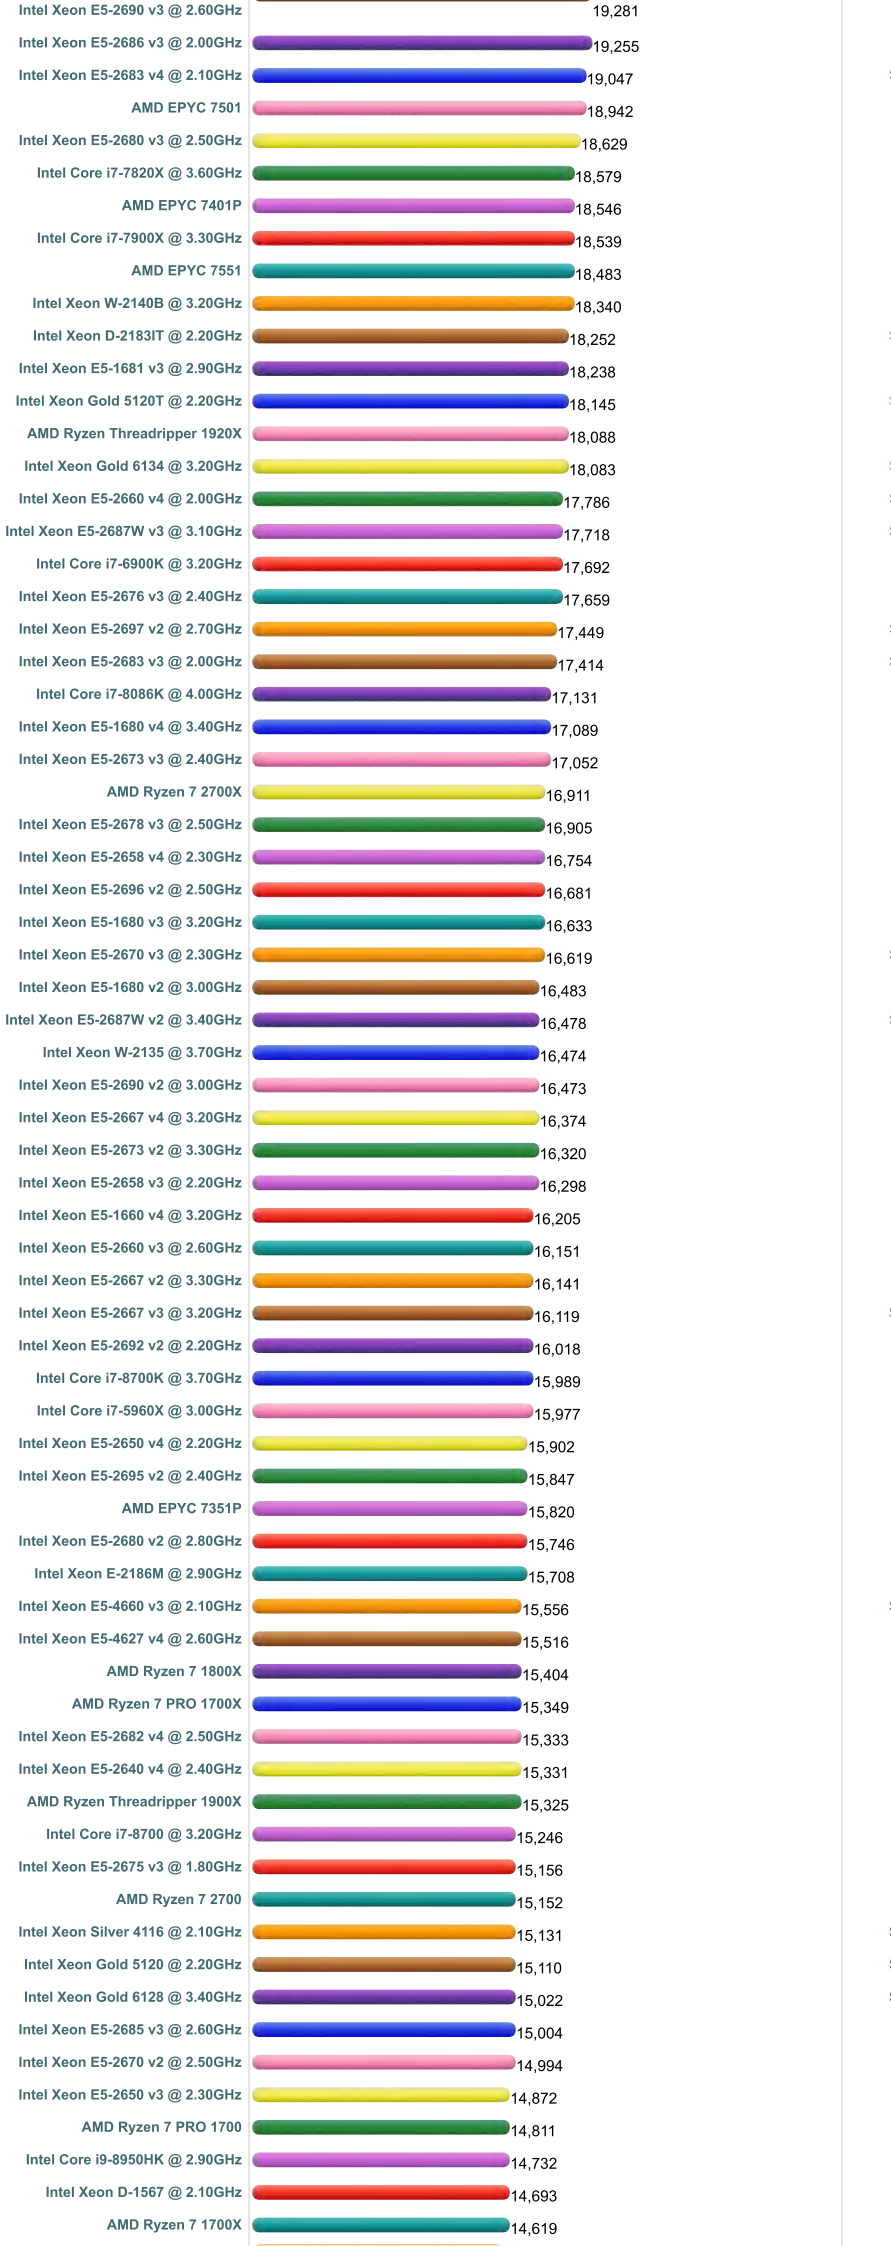 Intel Xeon E5-2690 v3 @ 2.60GHz 19,281
Intel Xeon E5-2686 v3 @ 2.00GHz 19,255
Intel Xeon E5-2683 v4 @ 2.10GHz 19,047
AMD EPYC 7501 18,942
Intel Xeon E5-2680 v3 @ 2.50GHz 18,629
Intel Core i7-7820X @ 3.60GHz 18,579
AMD EPYC 7401P 18,546
Intel Core i7-7900X @ 3.30GHz 18,539
AMD EPYC 7551 18,483
Intel Xeon W-2140B @ 3.20GHz 18,340
Intel Xeon D-2183IT @ 2.20GHz 18,252
Intel Xeon E5-1681 v3 @ 2.90GHz 18,238
Intel Xeon Gold 5120T @ 2.20GHz 18,145
AMD Ryzen Threadripper 1920X 18,088
Intel Xeon Gold 6134 @ 3.20GHz 18,083
Intel Xeon E5-2660 v4 @ 2.00GHz 17,786
Intel Xeon E5-2687W v3 @ 3.10GHz 17,718
Intel Core i7-6900K @ 3.20GHz 17,692
Intel Xeon E5-2676 v3 @ 2.40GHz 17,659
Intel Xeon E5-2697 v2 @ 2.70GHz 17,449
Intel Xeon E5-2683 v3 @ 2.00GHz 17,414
Intel Core i7-8086K @ 4.00GHz 17,131
Intel Xeon E5-1680 v4 @ 3.40GHz 17,089
Intel Xeon E5-2673 v3 @ 2.40GHz 17,052
AMD Ryzen 7 2700X 16,911
Intel Xeon E5-2678 v3 @ 2.50GHz 16,905
Intel Xeon E5-2658 v4 @ 2.30GHz 16,754
Intel Xeon E5-2696 v2 @ 2.50GHz 16,681
Intel Xeon E5-1680 v3 @ 3.20GHz 16,633
Intel Xeon E5-2670 v3 @ 2.30GHz 16,619
Intel Xeon E5-1680 v2 @ 3.00GHz 16,483
Intel Xeon E5-2687W v2 @ 3.40GHz 16,478
Intel Xeon W-2135 @ 3.70GHz 16,474
Intel Xeon E5-2690 v2 @ 3.00GHz 16,473
Intel Xeon E5-2667 v4 @ 3.20GHz 16,374
Intel Xeon E5-2673 v2 @ 3.30GHz 16,320
Intel Xeon E5-2658 v3 @ 2.20GHz 16,298
Intel Xeon E5-1660 v4 @ 3.20GHz 16,205
Intel Xeon E5-2660 v3 @ 2.60GHz 16,151
Intel Xeon E5-2667 v2 @ 3.30GHz 16,141
Intel Xeon E5-2667 v3 @ 3.20GHz 16,119
Intel Xeon E5-2692 v2 @ 2.20GHz 16,018
Intel Core i7-8700K @ 3.70GHz 15,989
Intel Core i7-5960X @ 3.00GHz 15,977
Intel Xeon E5-2650 v4 @ 2.20GHz 15,902
Intel Xeon E5-2695 v2 @ 2.40GHz 15,847
AMD EPYC 7351P 15,820
Intel Xeon E5-2680 v2 @ 2.80GHz 15,746
Intel Xeon E-2186M @ 2.90GHz 15,708
Intel Xeon E5-4660 v3 @ 2.10GHz 15,556
Intel Xeon E5-4627 v4 @ 2.60GHz 15,516
AMD Ryzen 7 1800X 15,404
AMD Ryzen 7 PRO 1700X 15,349
Intel Xeon E5-2682 v4 @ 2.50GHz 15,333
Intel Xeon E5-2640 v4 @ 2.40GHz 15,331
AMD Ryzen Threadripper 1900X 15,325
Intel Core i7-8700 @ 3.20GHz 15,246
Intel Xeon E5-2675 v3 @ 1.80GHz 15,156
AMD Ryzen 7 2700 15,152
Intel Xeon Silver 4116 @ 2.10GHz 15,131
Intel Xeon Gold 5120 @ 2.20GHz 15,110
Intel Xeon Gold 6128 @ 3.40GHz 15,022
Intel Xeon E5-2685 v3 @ 2.60GHz 15,004
Intel Xeon E5-2670 v2 @ 2.50GHz 14,994
Intel Xeon E5-2650 v3 @ 2.30GHz 14,872
AMD Ryzen 7 PRO 1700 14,811
Intel Core i9-8950HK @ 2.90GHz 14,732
Intel Xeon D-1567 @ 2.10GHz 14,693
AMD Ryzen 7 1700X 14,619